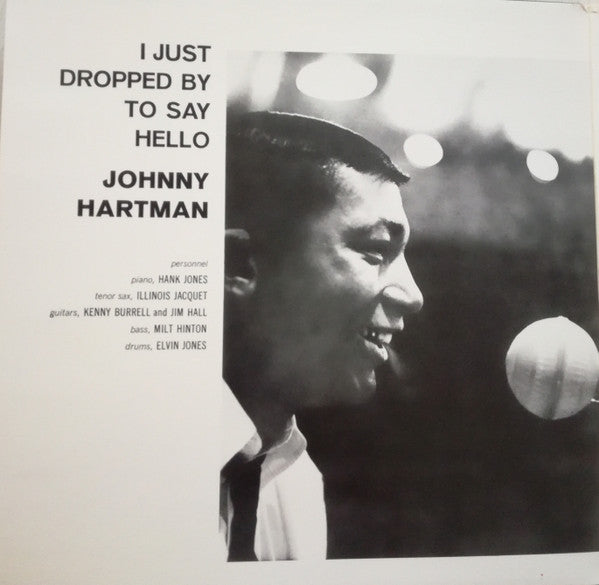 I JUST
DROPPED BY
TO SAY
HELLO
JOHNNY
HARTMAN
personnel
piano, HANK JONES
tenor sax, ILLINOIS JACQUET
guitars, KENNY BURRELL and JIM HALL
bass, MILT HINTON
drums, ELVIN JONES